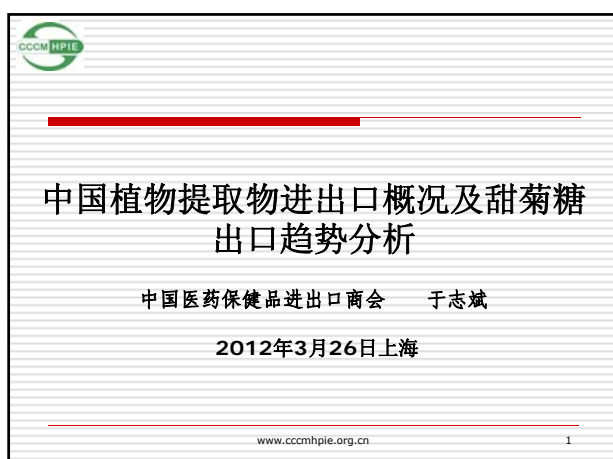 CCCM HPIE
中国植物提取物进出口概况及甜菊糖
出口趋势分析
中国医药保健品进出口商会 于志斌
2012年3月26日上海
www.cccmhpie.org.cn 1